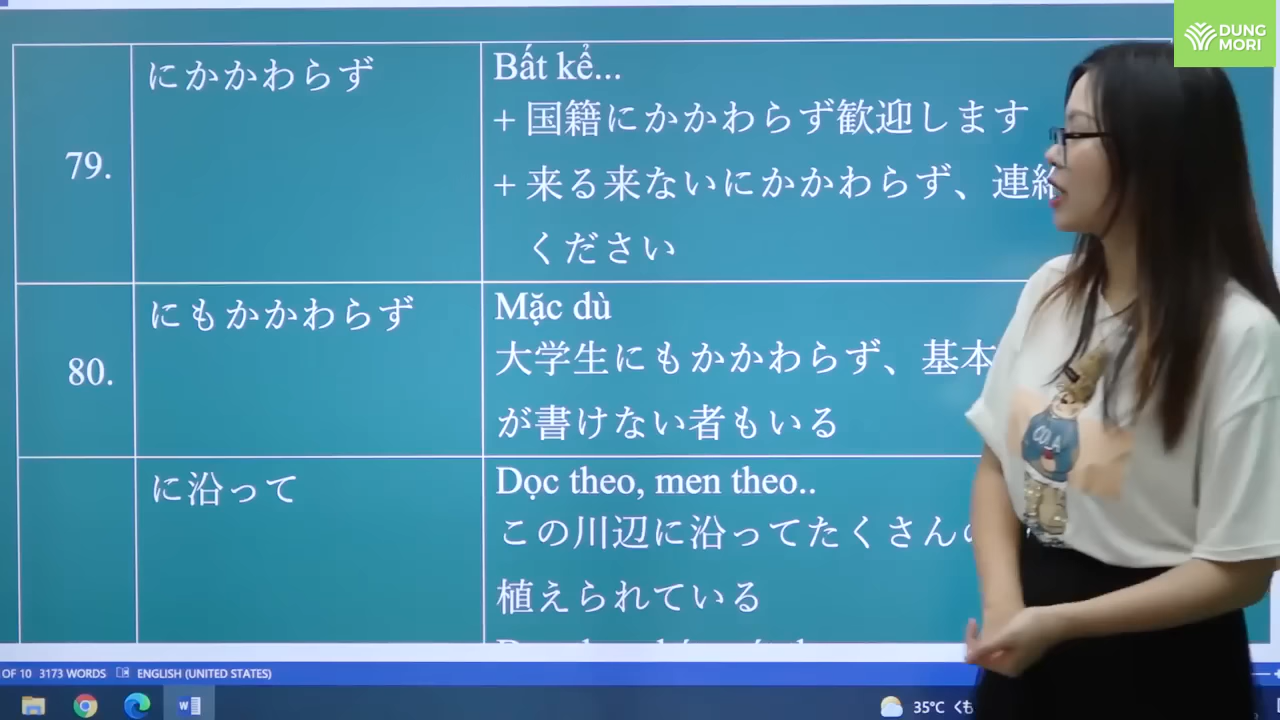 DUNG
MORI
79.
にかかわらず
Bất kể...
+ 国籍にかかわらず歓迎します
+ 来る来ないにかかわらず、連絡
ください
80.
にもかかわらず
Mặc dù
大学生にもかかわらず、基本
が書けない者もいる
に沿って
Dọc theo, men theo..
この川辺に沿ってたくさん
植えられている
OF 10 3173 WORDS ENGLISH (UNITED STATES)
35°C くも